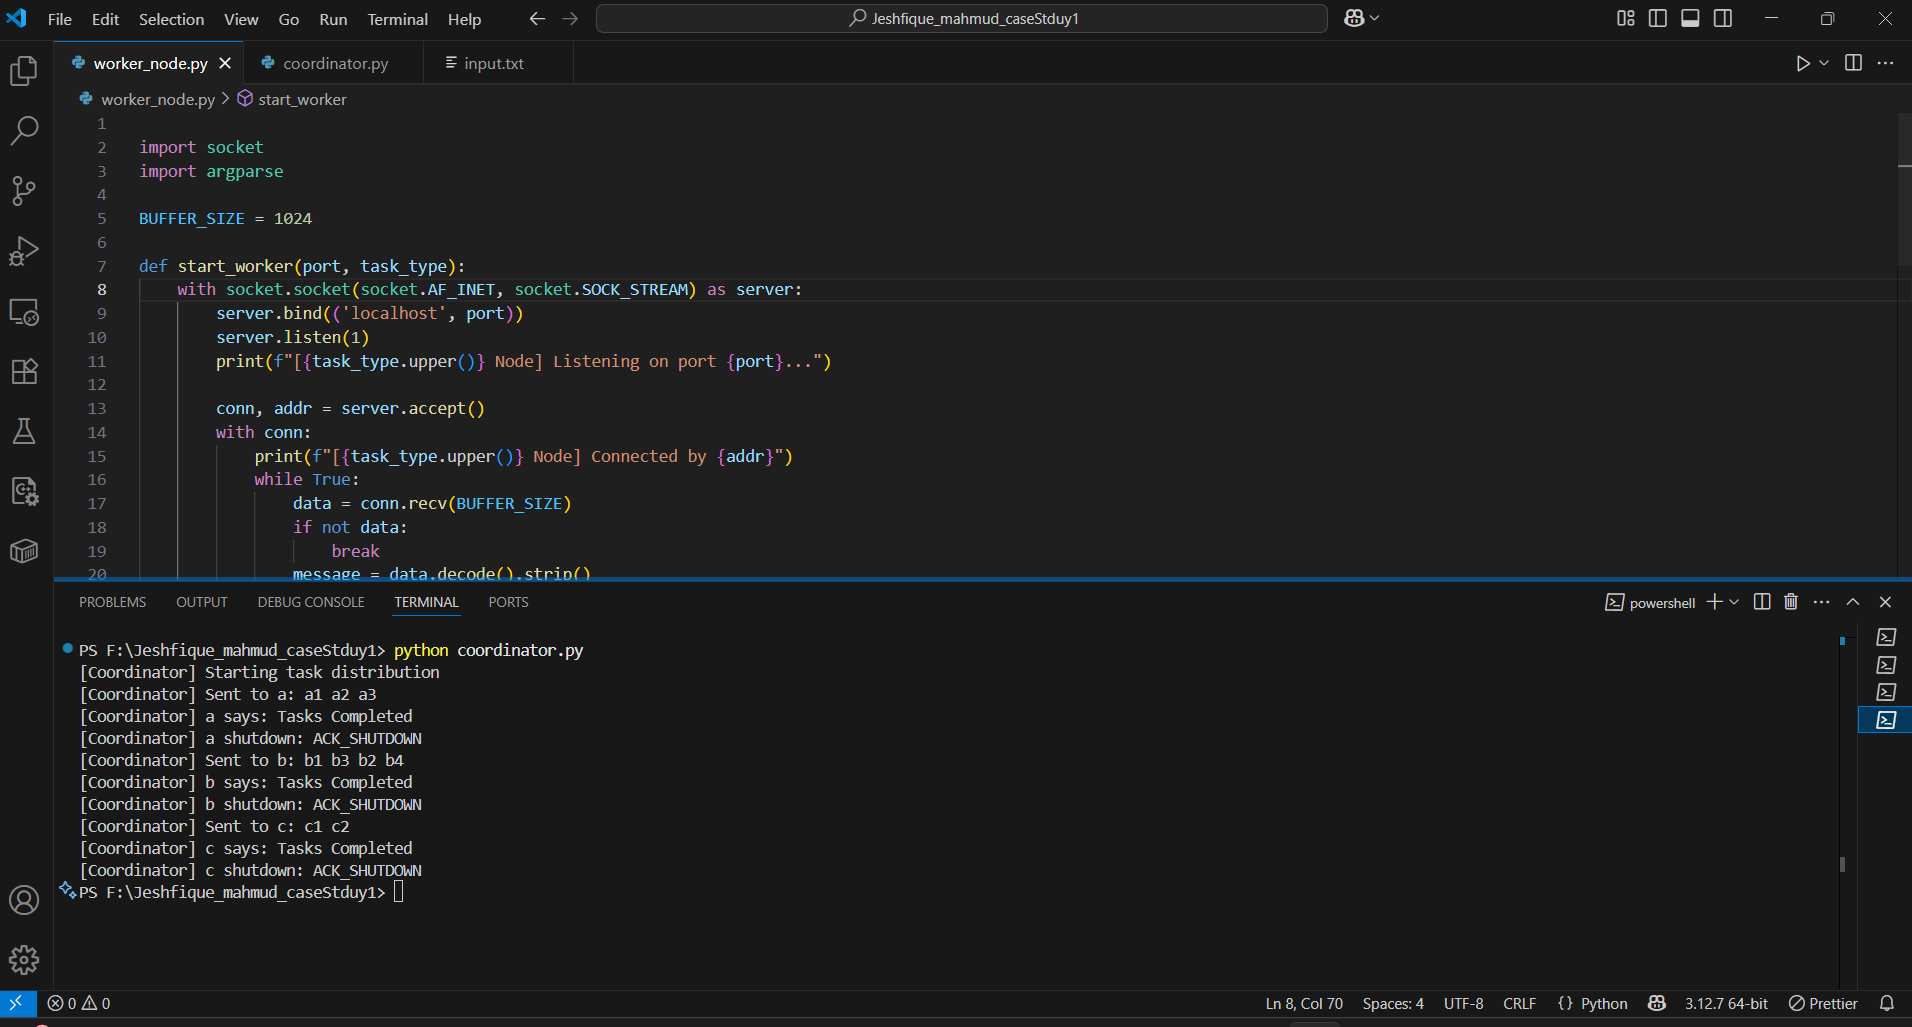 File Edit Selection View Go Run Terminal Help
Jeshfique_mahmud_caseStduy1
worker_node.py
coordinator.py
input.txt
worker_node.py > start_worker
1
2 import socket
3 import argparse
4
5 BUFFER_SIZE = 1024
6
7 def start_worker(port, task_type):
8 with socket.socket(socket.AF_INET, socket.SOCK_STREAM) as server:
9 server.bind(('localhost', port))
10 server.listen(1)
11 print(f"[{task_type.upper()} Node] Listening on port {port}...")
12
13 conn, addr = server.accept()
14 with conn:
15 print(f"[{task_type.upper()} Node] Connected by {addr}")
16 while True:
17 data = conn.recv(BUFFER_SIZE)
18 if not data:
19 break
20 message = data.decode().strip()
PROBLEMS OUTPUT DEBUG CONSOLE TERMINAL PORTS
powershell
PS F:\Jeshfique_mahmud_caseStduy1> python coordinator.py
[Coordinator] Starting task distribution
[Coordinator] Sent to a: a1 a2 a3
[Coordinator] a says: Tasks Completed
[Coordinator] a shutdown: ACK_SHUTDOWN
[Coordinator] Sent to b: b1 b3 b2 b4
[Coordinator] b says: Tasks Completed
[Coordinator] b shutdown: ACK_SHUTDOWN
[Coordinator] Sent to c: c1 c2
[Coordinator] c says: Tasks Completed
[Coordinator] c shutdown: ACK_SHUTDOWN
PS F:\Jeshfique_mahmud_caseStduy1>
0 0 Ln 8, Col 70 Spaces: 4 UTF-8 CRLF {} Python 3.12.7 64-bit Prettier